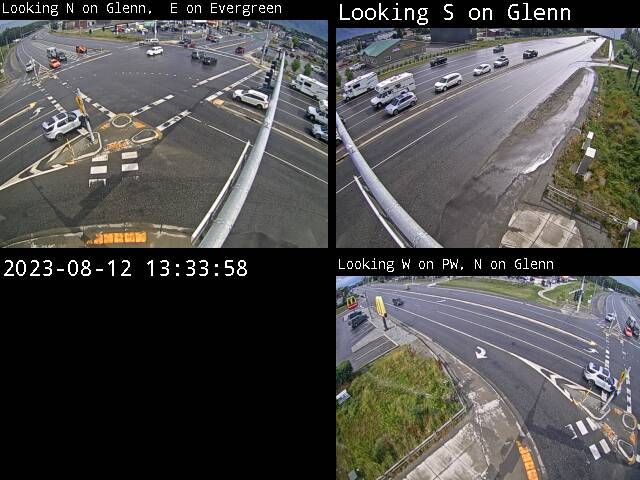 Looking N on Glenn,  E on Evergreen
Looking S on Glenn
2023-08-12 13:33:58
Looking W on PW, N on Glenn